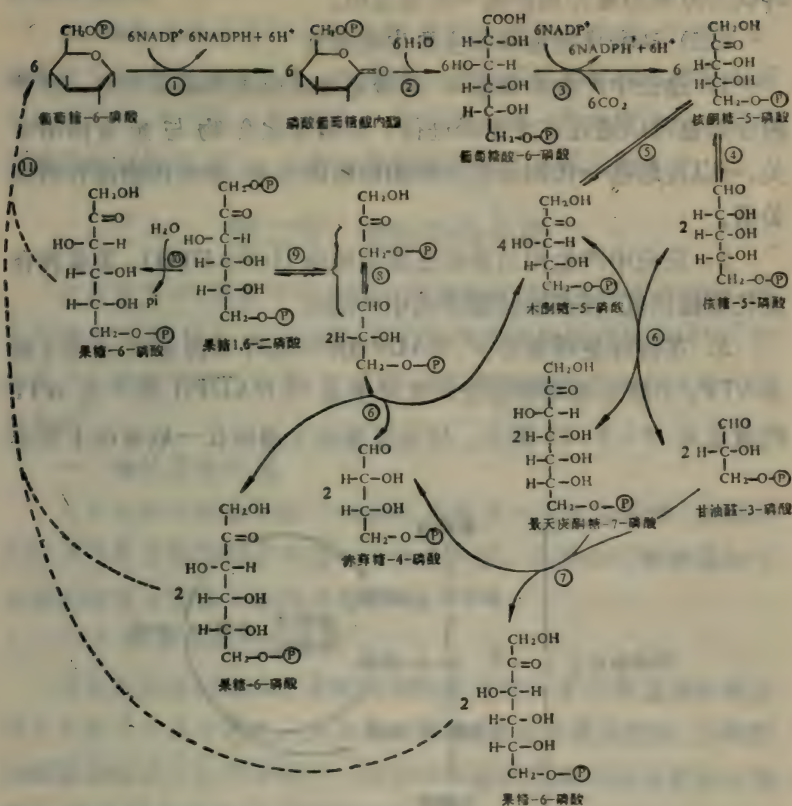 CH₂OⓅ
6NADP⁺ 6NADPH+ 6H⁺
6
①
葡萄糖-6-磷酸
CH₂OⓅ
6
=O
磷酸葡萄糖酸内酯
6H₂O
②
COOH
H-C-OH
6HO-C-H
H-C-OH
H-C-OH
CH₂-O-Ⓟ
葡萄糖酸-6-磷酸
6NADP⁺
6NADPH⁺+6H⁺
③
6CO₂
CH₂OH
C=O
6 H-C-OH
H-C-OH
CH₂-O-Ⓟ
核酮糖-5-磷酸
⑤
④
⑪
CH₂OH
C=O
HO-C-H
H-C-OH
H-C-OH
CH₂-O-Ⓟ
果糖-6-磷酸
H₂O
⑩
Pi
CH₂-O-Ⓟ
C=O
HO-C-H
H-C-OH
H-C-OH
CH₂-O-Ⓟ
果糖1,6-二磷酸
⑨
CH₂OH
C=O
CH₂-O-Ⓟ
⑧
CHO
2H-C-OH
CH₂-O-Ⓟ
CH₂OH
C=O
4 HO-C-H
H-C-OH
CH₂-O-Ⓟ
木酮糖-5-磷酸
CHO
2 H-C-OH
H-C-OH
H-C-OH
CH₂-O-Ⓟ
核糖-5-磷酸
⑥
⑥
CHO
2 H-C-OH
H-C-OH
CH₂-O-Ⓟ
赤藓糖-4-磷酸
CH₂OH
C=O
HO-C-H
2 H-C-OH
H-C-OH
H-C-OH
CH₂-O-Ⓟ
景天庚酮糖-7-磷酸
CHO
2 H-C-OH
CH₂-O-Ⓟ
甘油醛-3-磷酸
⑦
CH₂OH
C=O
2 HO-C-H
H-C-OH
H-C-OH
CH₂-O-Ⓟ
果糖-6-磷酸
CH₂OH
C=O
2 HO-C-H
H-C-OH
H-C-OH
CH₂-O-Ⓟ
果糖-6-磷酸